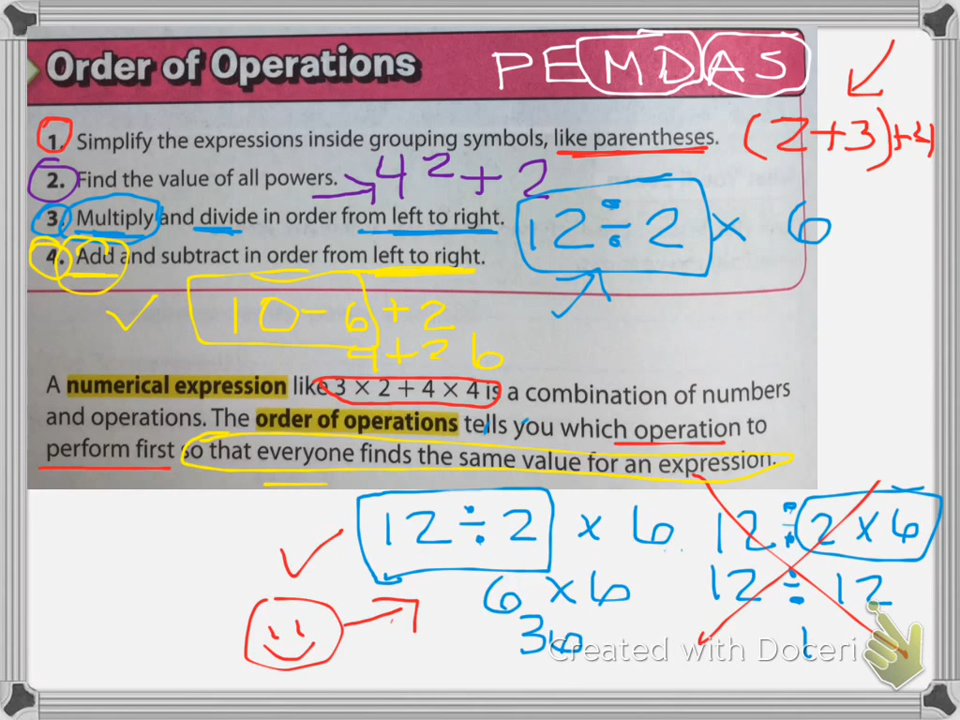 Order of Operations PEMDAS
1. Simplify the expressions inside grouping symbols, like parentheses. (2+3)+4
2. Find the value of all powers. 4² + 2
3. Multiply and divide in order from left to right. 12 ÷ 2 × 6
4. Add and subtract in order from left to right.
10 - 6 + 2
4 + 2 6
A numerical expression like 3 × 2 + 4 × 4 is a combination of numbers
and operations. The order of operations tells you which operation to
perform first so that everyone finds the same value for an expression.
12 ÷ 2 × 6 12 ÷ 2 × 6
6 × 6 12 ÷ 12
36 1
Created with Doceri